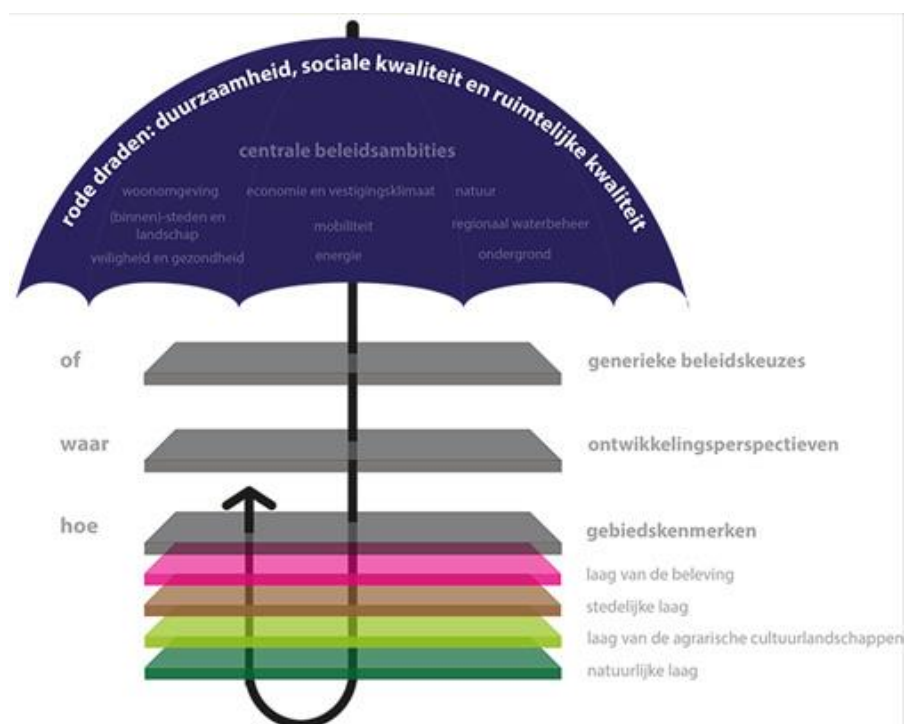 rode draden: duurzaamheid, sociale kwaliteit en ruimtelijke kwaliteit
centrale beleidsambities
woonomgeving
economie en vestigingsklimaat
natuur
(binnen)-steden en
landschap
mobiliteit
regionaal waterbeheer
veiligheid en gezondheid
energie
ondergrond
of
generieke beleidskeuzes
waar
ontwikkelingsperspectieven
hoe
gebiedskenmerken
laag van de beleving
stedelijke laag
laag van de agrarische cultuurlandschappen
natuurlijke laag